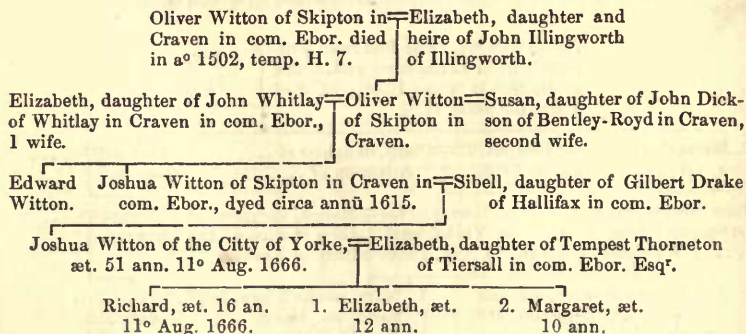 Oliver Witton of Skipton in
Craven in com. Ebor. died
in aº 1502, temp. H. 7.
Elizabeth, daughter and
heire of John Illingworth
of Illingworth.
Elizabeth, daughter of John Whitlay
of Whitlay in Craven in com. Ebor.,
1 wife.
Oliver Witton
of Skipton in
Craven.
Susan, daughter of John Dick-
son of Bentley-Royd in Craven,
second wife.
Edward
Witton.
Joshua Witton of Skipton in Craven in
com. Ebor., dyed circa annū 1615.
Sibell, daughter of Gilbert Drake
of Hallifax in com. Ebor.
Joshua Witton of the Citty of Yorke,
æt. 51 ann. 11º Aug. 1666.
Elizabeth, daughter of Tempest Thorneton
of Tiersall in com. Ebor. Esqʳ.
Richard, æt. 16 an.
11º Aug. 1666.
1. Elizabeth, æt.
12 ann.
2. Margaret, æt.
10 ann.